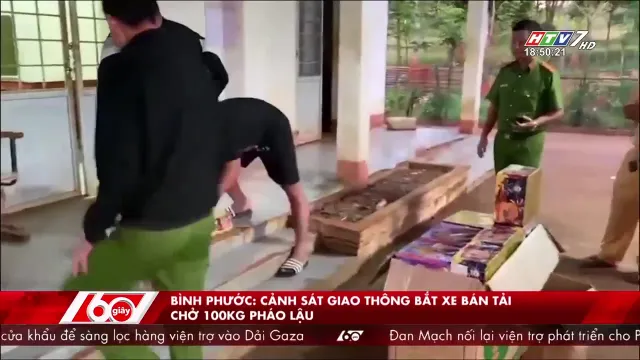 HTV7 HD
18:50:21
60 giây
BÌNH PHƯỚC: CẢNH SÁT GIAO THÔNG BẮT XE BÁN TẢI
CHỞ 100KG PHÁO LẬU
cửa khẩu để sàng lọc hàng viện trợ vào Dải Gaza 60 Đan Mạch nối lại viện trợ phát triển cho P